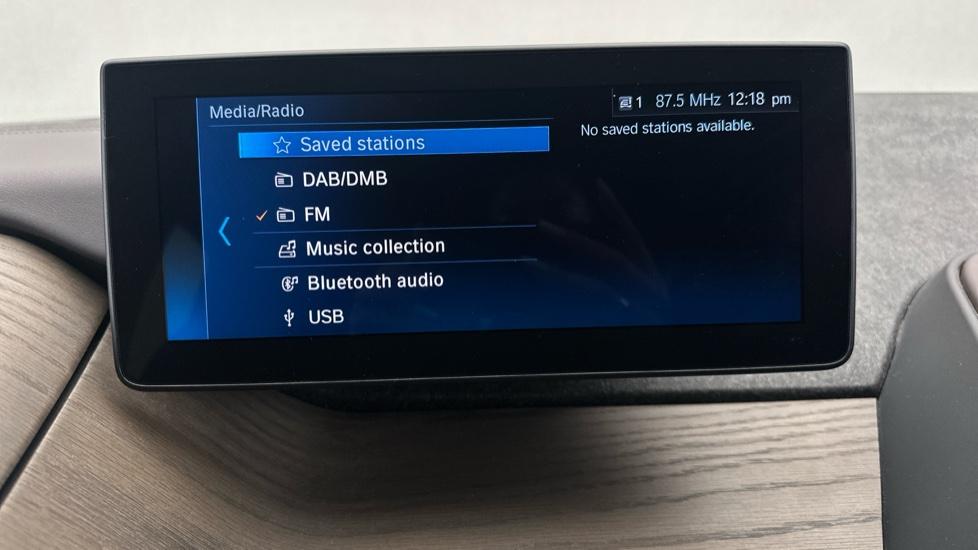 Media/Radio
1 87.5 MHz 12:18 pm
Saved stations
No saved stations available.
DAB/DMB
FM
Music collection
Bluetooth audio
USB